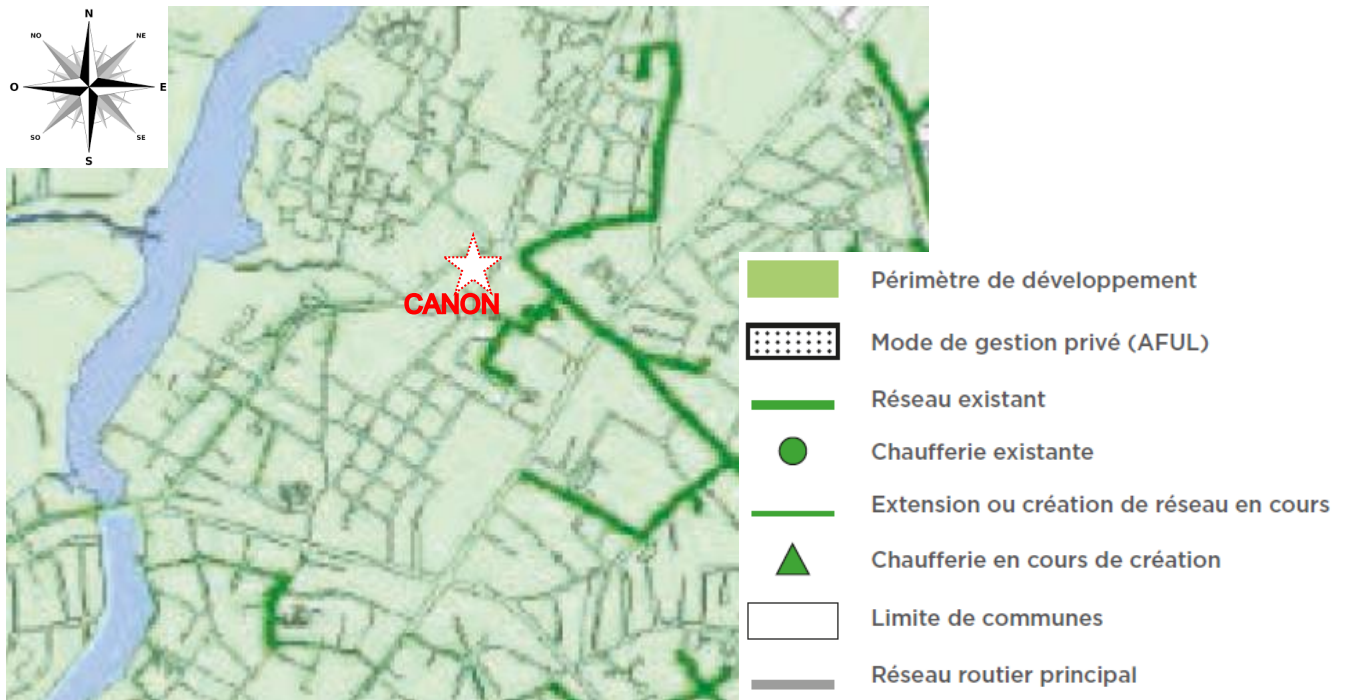 N
NO
NE
O
E
SO
SE
S
CANON
Périmètre de développement
Mode de gestion privé (AFUL)
Réseau existant
Chaufferie existante
Extension ou création de réseau en cours
Chaufferie en cours de création
Limite de communes
Réseau routier principal